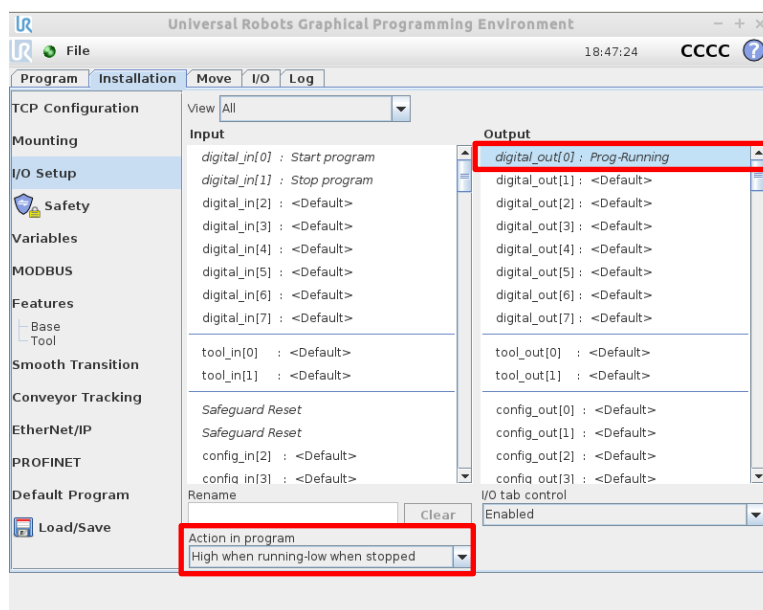 UR Universal Robots Graphical Programming Environment
UR File 18:47:24 CCCC ?
Program Installation Move I/O Log
TCP Configuration
Mounting
I/O Setup
Safety
Variables
MODBUS
Features
Base
Tool
Smooth Transition
Conveyor Tracking
EtherNet/IP
PROFINET
Default Program
Load/Save
View All
Input
digital_in[0] : Start program
digital_in[1] : Stop program
digital_in[2] : <Default>
digital_in[3] : <Default>
digital_in[4] : <Default>
digital_in[5] : <Default>
digital_in[6] : <Default>
digital_in[7] : <Default>
tool_in[0] : <Default>
tool_in[1] : <Default>
Safeguard Reset
Safeguard Reset
config_in[2] : <Default>
config_in[3] : <Default>
Rename
Clear
Action in program
High when running-low when stopped
Output
digital_out[0] : Prog-Running
digital_out[1] : <Default>
digital_out[2] : <Default>
digital_out[3] : <Default>
digital_out[4] : <Default>
digital_out[5] : <Default>
digital_out[6] : <Default>
digital_out[7] : <Default>
tool_out[0] : <Default>
tool_out[1] : <Default>
config_out[0] : <Default>
config_out[1] : <Default>
config_out[2] : <Default>
config_out[3] : <Default>
I/O tab control
Enabled